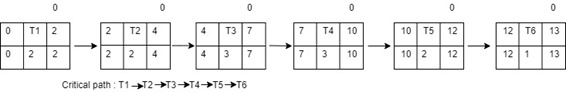 0 0 0 0 0 0
0 T1 2 2 T2 4 4 T3 7 7 T4 10 10 T5 12 12 T6 13
0 2 2 2 2 4 4 3 7 7 3 10 10 2 12 12 1 13
Critical path : T1 → T2 → T3 → T4 → T5 → T6